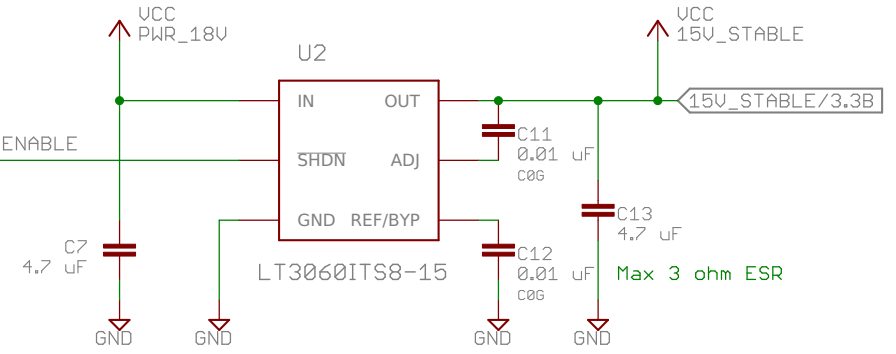 VCC
PWR_18V
VCC
15V_STABLE
U2
IN
OUT
15V_STABLE/3.3B
ENABLE
SHDN
ADJ
C11
0.01 uF
C0G
GND
REF/BYP
C13
4.7 uF
C7
4.7 uF
C12
0.01 uF
C0G
LT3060ITS8-15
Max 3 ohm ESR
GND
GND
GND
GND